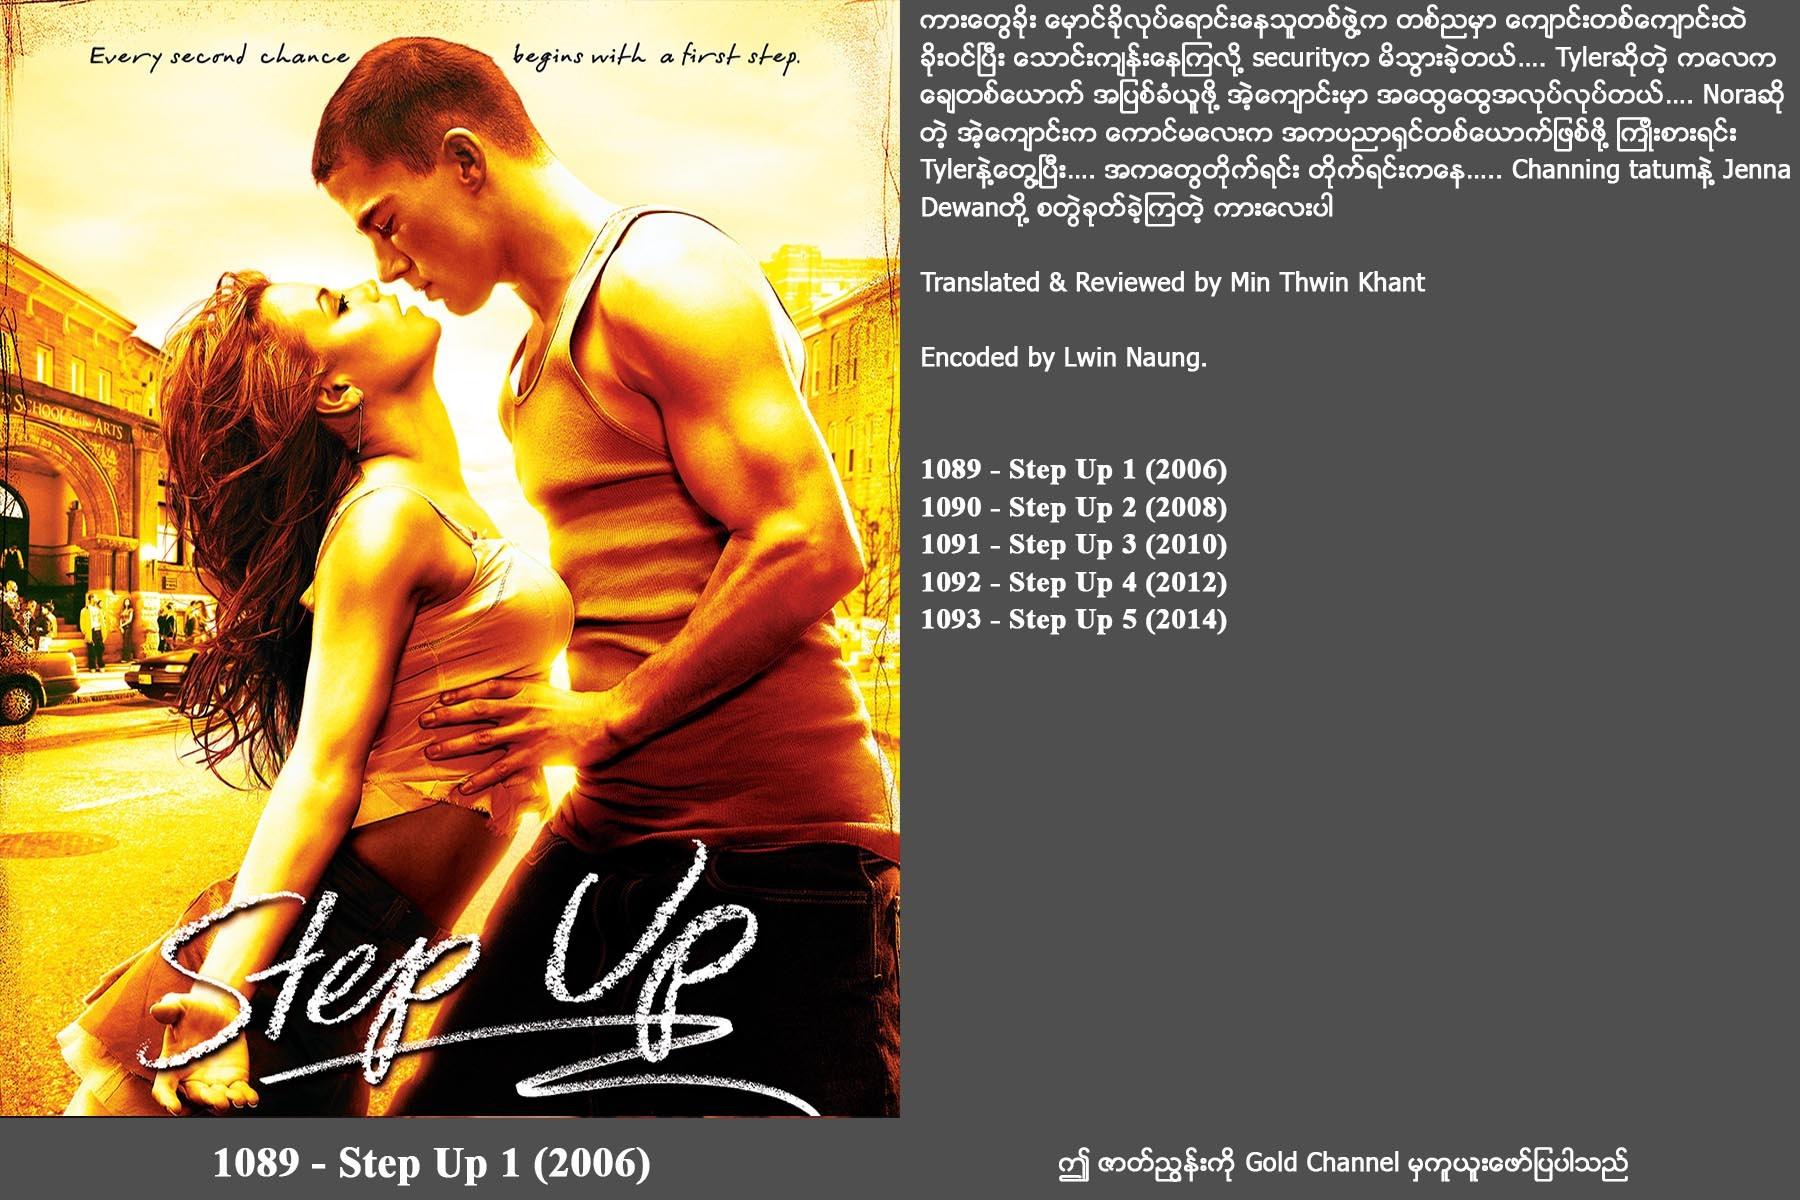 Every second chance begins with a first step.
SCHOOL OF THE ARTS
Step Up
1089 - Step Up 1 (2006)
ကားတွေခိုး မှောင်ခိုလုပ်ရောင်းနေသူတစ်ဖွဲ့က တစ်ညမှာ ကျောင်းတစ်ကျောင်းထဲ
ခိုးဝင်ပြီး သောင်းကျန်းနေကြလို့ securityက မိသွားခဲ့တယ်.... Tylerဆိုတဲ့ ကလေက
ချေတစ်ယောက် အပြစ်ခံယူဖို့ အဲ့ကျောင်းမှာ အထွေထွေအလုပ်လုပ်တယ်.... Noraဆို
တဲ့ အဲ့ကျောင်းက ကောင်မလေးက အကပညာရှင်တစ်ယောက်ဖြစ်ဖို့ ကြိုးစားရင်း
Tylerနဲ့တွေ့ပြီး.... အကတွေတိုက်ရင်း တိုက်ရင်းကနေ..... Channing tatumနဲ့ Jenna
Dewanတို့ စတွဲခုတ်ခဲ့ကြတဲ့ ကားလေးပါ
Translated & Reviewed by Min Thwin Khant
Encoded by Lwin Naung.
1089 - Step Up 1 (2006)
1090 - Step Up 2 (2008)
1091 - Step Up 3 (2010)
1092 - Step Up 4 (2012)
1093 - Step Up 5 (2014)
ဤ ဇာတ်ညွှန်းကို Gold Channel မှကူယူးဖော်ပြပါသည်